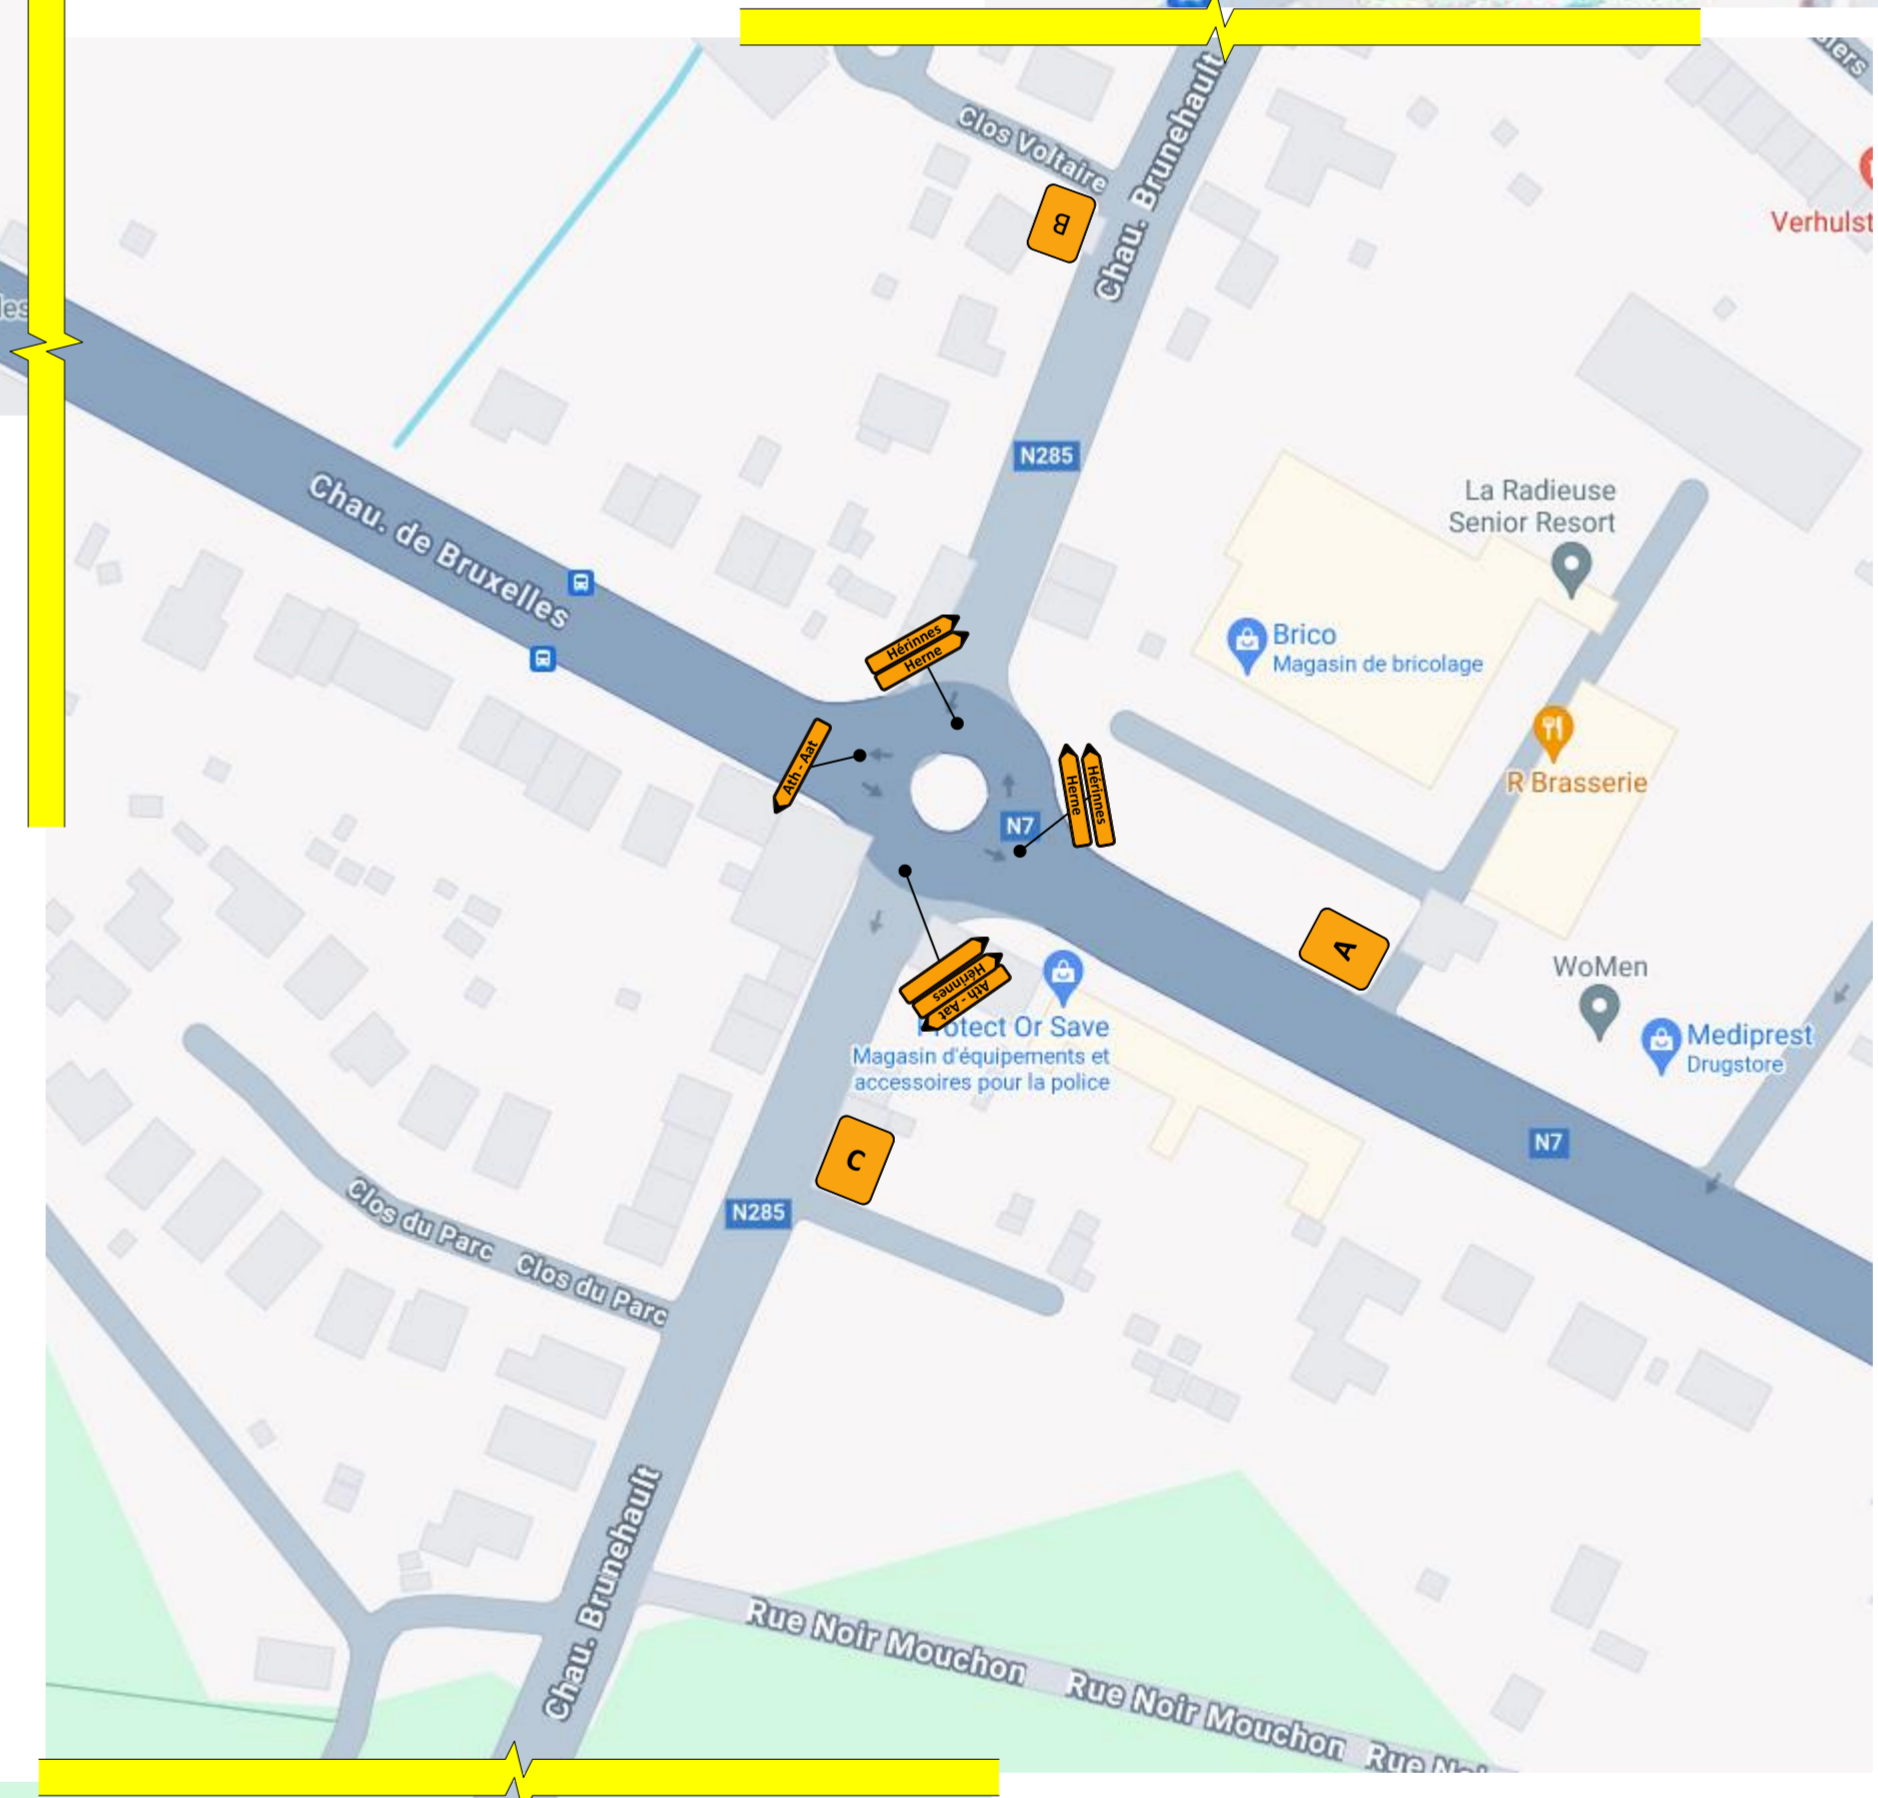 Chau. Brunehault
Clos Voltaire
B
Verhulst
Chau. de Bruxelles
N285
La Radieuse
Senior Resort
Brico
Magasin de bricolage
R Brasserie
Hérinnes
Herne
Ath - Aat
N7
Herne
Hérinnes
A
WoMen
Mediprest
Drugstore
Hérinnes
Ath - Aat
Protect Or Save
Magasin d'équipements et
accessoires pour la police
N7
C
N285
Clos du Parc
Clos du Parc
Chau. Brunehault
Rue Noir Mouchon
Rue Noir Mouchon
Rue